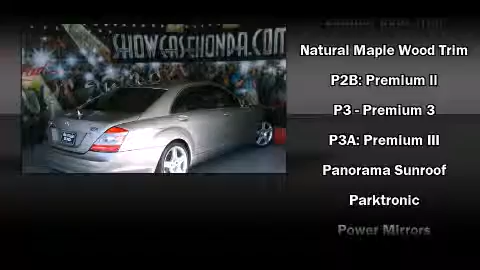 SHOWCASEHONDA.COM
Natural Maple Wood Trim
P2B: Premium II
P3 - Premium 3
P3A: Premium III
Panorama Sunroof
Parktronic
Power Mirrors